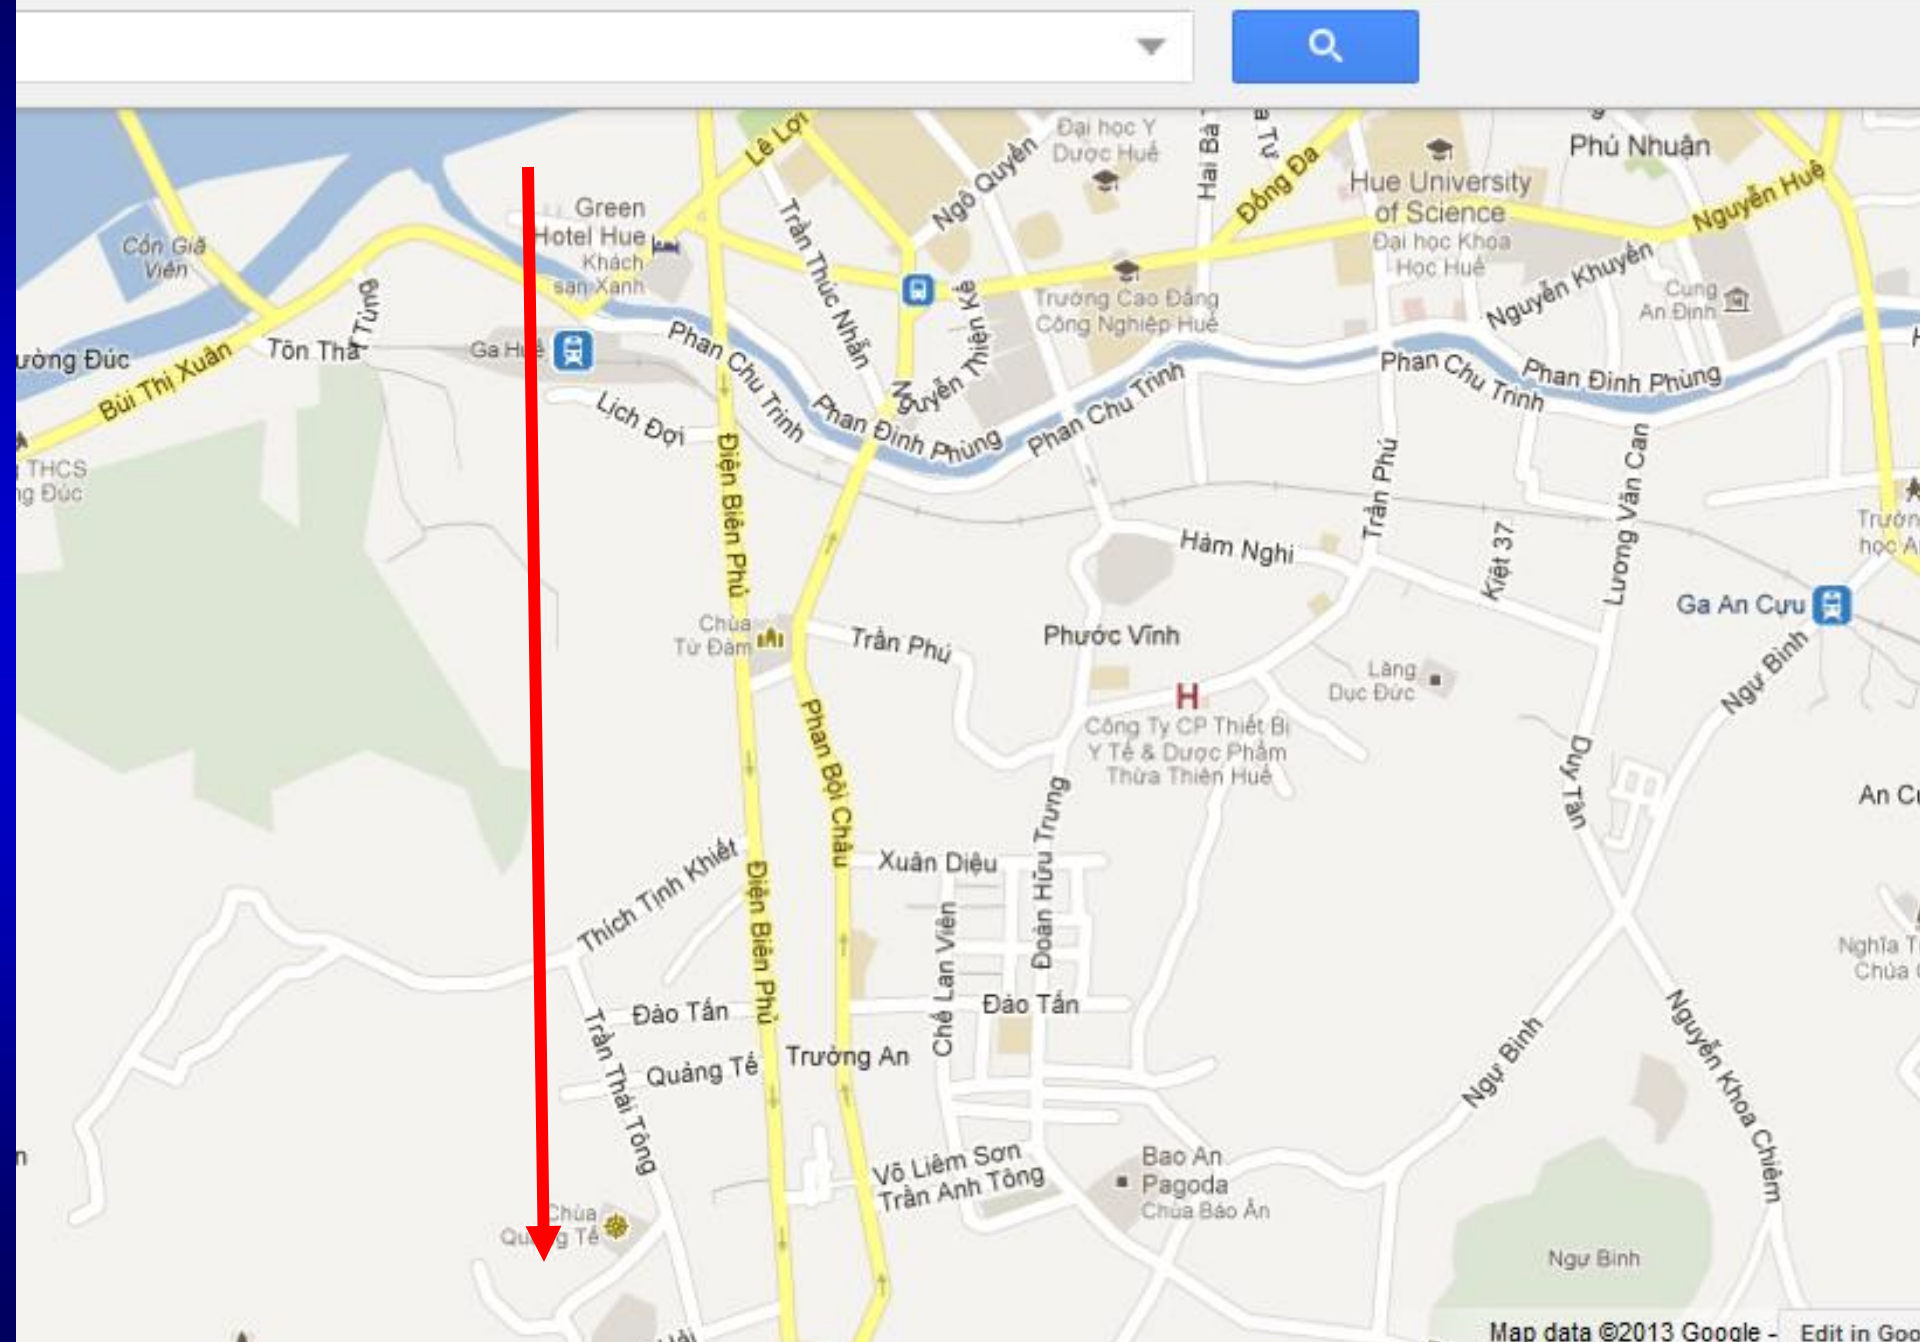 Lê Lợi
Đại học Y
Dược Huế
Hai Bà
Đống Đa
Phú Nhuận
Nguyễn Huệ
Hue University
of Science
Đại học Khoa
Học Huế
Ngô Quyền
Trần Thúc Nhẫn
Green
Hotel Hue
Khách
sạn Xanh
Cồn Giã
Viên
Nguyễn Khuyến
Cung
An Định
Trường Cao Đẳng
Công Nghiệp Huế
Nguyễn Thiện Kế
Tùng
Tôn Thất
ường Đúc
Bùi Thị Xuân
Ga Huế
Phan Chu Trinh
Phan Đình Phùng
Phan Chu Trinh
Phan Chu Trinh
Phan Đình Phùng
Lịch Đợi
THCS
ng Đúc
Điện Biên Phủ
Trần Phú
Lương Văn Can
Hàm Nghi
Kiệt 37
Ga An Cựu
Ngự Bình
Chùa
Từ Đàm
Trần Phú
Phước Vĩnh
Lăng
Dục Đức
Công Ty CP Thiết Bị
Y Tế & Dược Phẩm
Thừa Thiên Huế
Phan Bội Châu
Duy Tân
Thích Tịnh Khiết
Xuân Diệu
Đoàn Hữu Trưng
Điện Biên Phủ
Chế Lan Viên
Đào Tấn
Đào Tấn
Trần Thái Tông
Quảng Tế
Trường An
Ngự Bình
Nguyễn Khoa Chiêm
Võ Liêm Sơn
Trần Anh Tông
Bao An
Pagoda
Chùa Báo Ân
Chùa
Quảng Tế
Ngự Bình
Map data ©2013 Google -
Edit in Goo